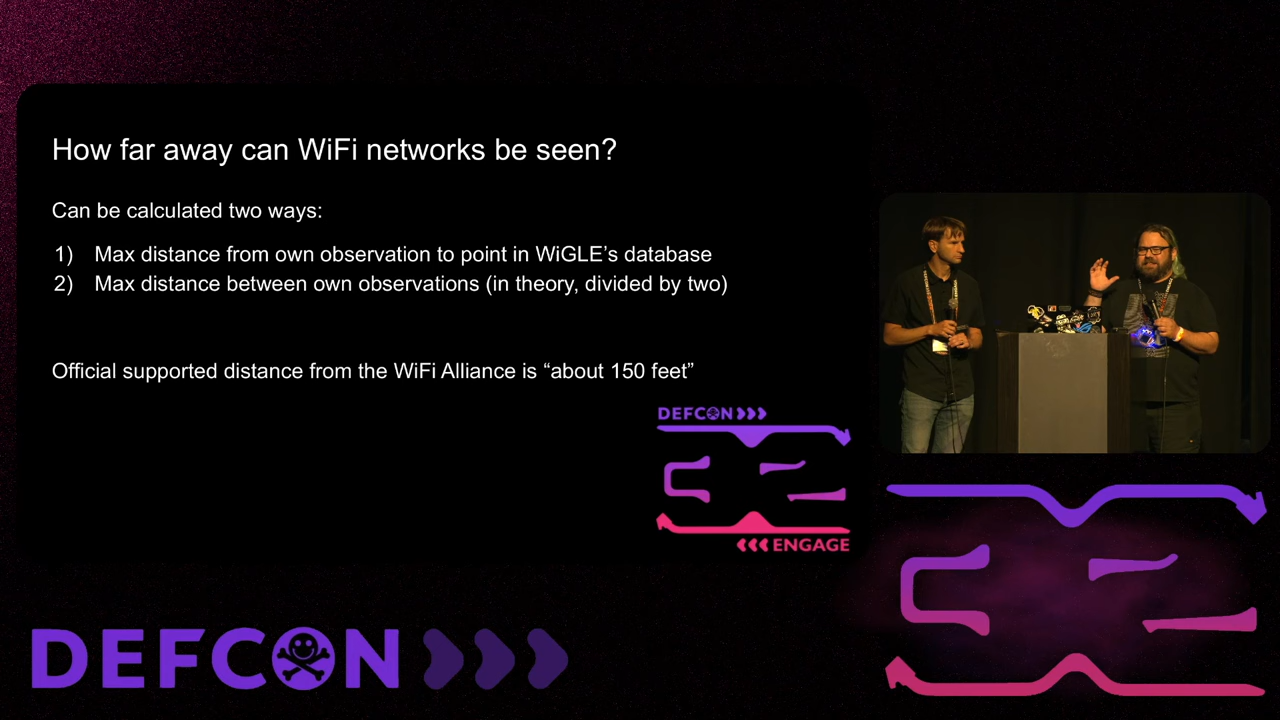 How far away can WiFi networks be seen?
Can be calculated two ways:
1) Max distance from own observation to point in WiGLE’s database
2) Max distance between own observations (in theory, divided by two)
Official supported distance from the WiFi Alliance is “about 150 feet”
DEFCON
ENGAGE
DEFCON